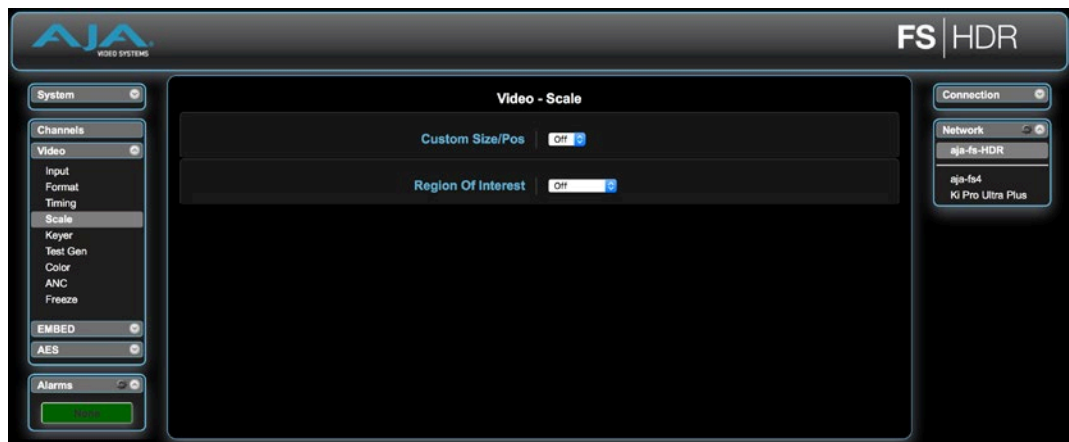 AJA
VIDEO SYSTEMS
FS|HDR
System
Channels
Video
Input
Format
Timing
Scale
Keyer
Test Gen
Color
ANC
Freeze
EMBED
AES
Alarms
None
Video - Scale
Custom Size/Pos
Off
Region Of Interest
Off
Connection
Network
aja-fs-HDR
aja-fs4
Ki Pro Ultra Plus